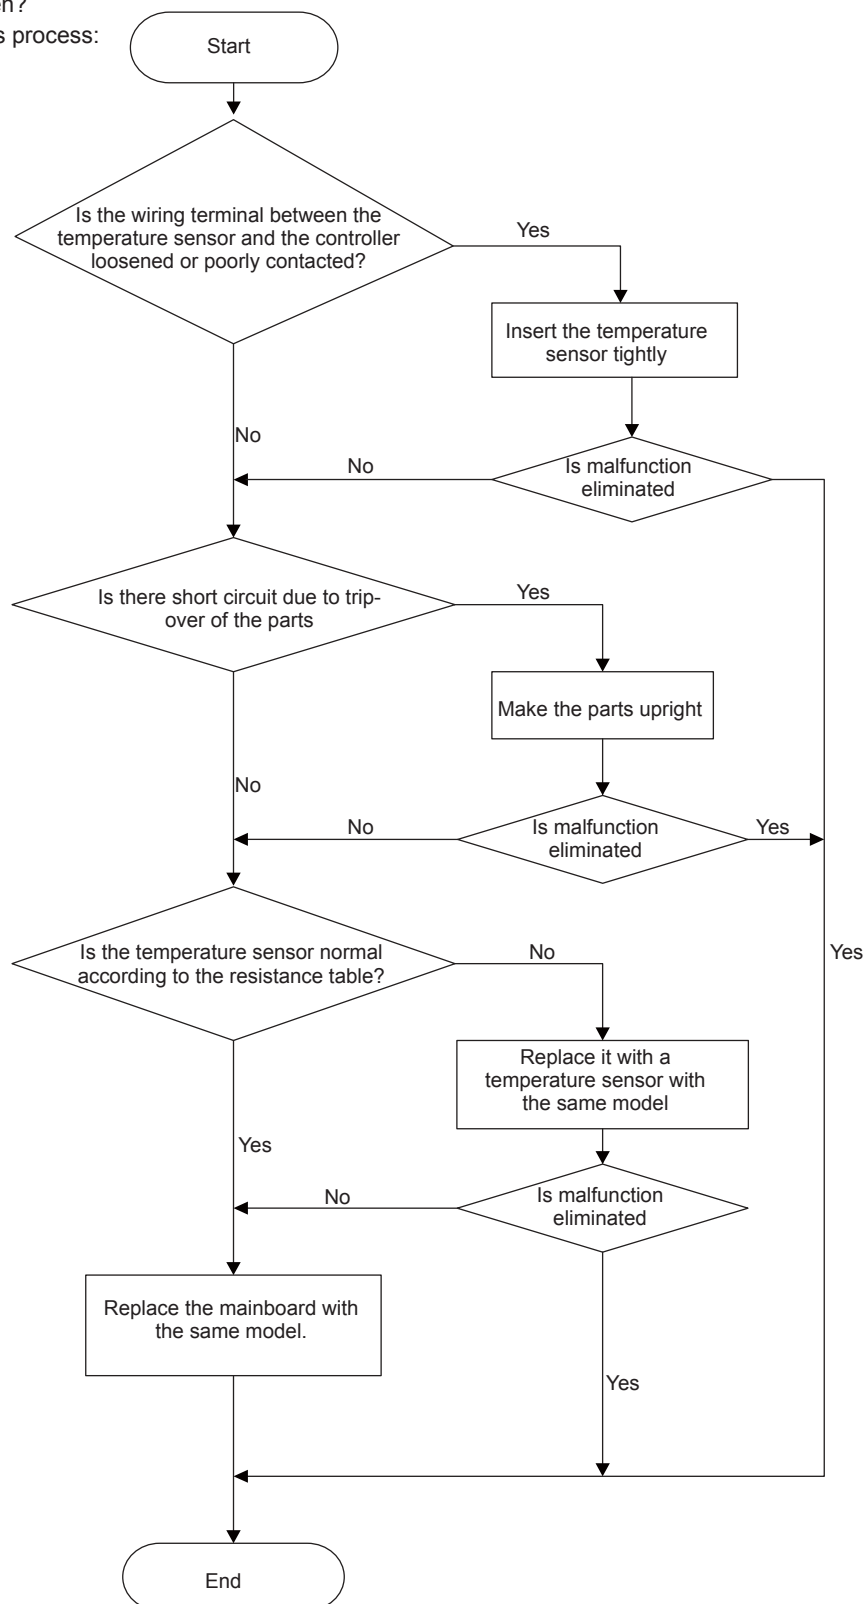 s process:
Start
Is the wiring terminal between the
temperature sensor and the controller
loosened or poorly contacted?
Yes
Insert the temperature
sensor tightly
No
No
Is malfunction
eliminated
Is there short circuit due to trip-
over of the parts
Yes
Make the parts upright
No
No
Is malfunction
eliminated
Yes
Yes
Is the temperature sensor normal
according to the resistance table?
No
Replace it with a
temperature sensor with
the same model
Yes
No
Is malfunction
eliminated
Replace the mainboard with
the same model.
Yes
End